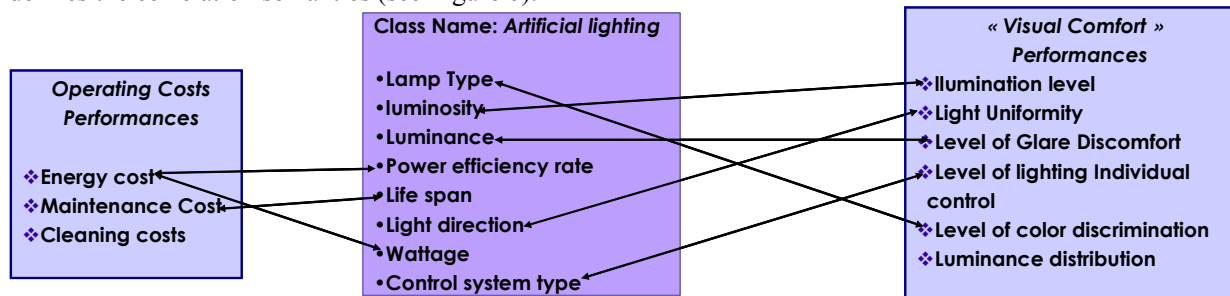 Class Name: Artificial lighting
•Lamp Type
•luminosity
•Luminance
•Power efficiency rate
•Life span
•Light direction
•Wattage
•Control system type
Operating Costs
Performances
❖Energy cost
❖Maintenance Cost
❖Cleaning costs
« Visual Comfort »
Performances
❖Ilumination level
❖Light Uniformity
❖Level of Glare Discomfort
❖Level of lighting Individual
control
❖Level of color discrimination
❖Luminance distribution